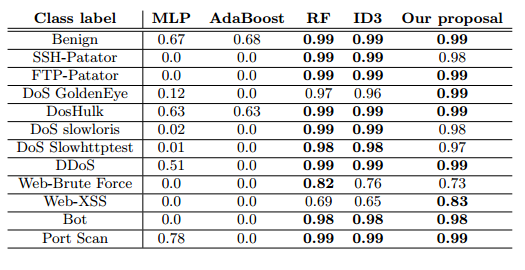 Class label MLP AdaBoost RF ID3 Our proposal
Benign 0.67 0.68 0.99 0.99 0.99
SSH-Patator 0.0 0.0 0.99 0.99 0.98
FTP-Patator 0.0 0.0 0.99 0.99 0.99
DoS GoldenEye 0.12 0.0 0.97 0.96 0.99
DosHulk 0.63 0.63 0.99 0.99 0.99
DoS slowloris 0.02 0.0 0.99 0.99 0.98
DoS Slowhttptest 0.01 0.0 0.98 0.98 0.97
DDoS 0.51 0.0 0.99 0.99 0.99
Web-Brute Force 0.0 0.0 0.82 0.76 0.73
Web-XSS 0.0 0.0 0.69 0.65 0.83
Bot 0.0 0.0 0.98 0.98 0.98
Port Scan 0.78 0.0 0.99 0.99 0.99